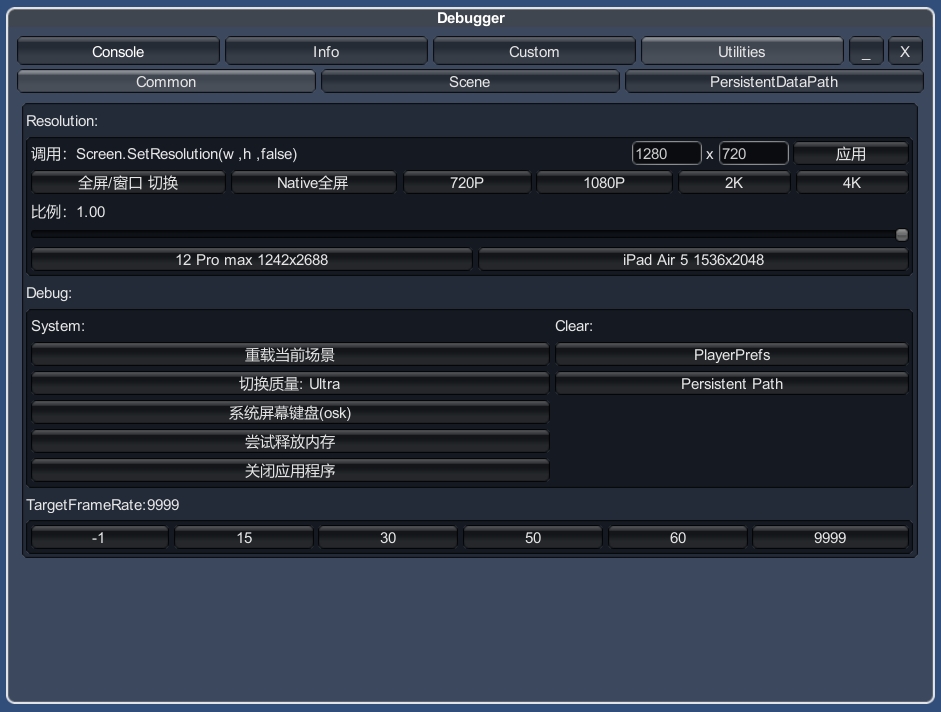 Debugger
Console Info Custom Utilities _ X
Common Scene PersistentDataPath
Resolution:
调用：Screen.SetResolution(w ,h ,false) 1280 x 720 应用
全屏/窗口 切换 Native全屏 720P 1080P 2K 4K
比例：1.00
12 Pro max 1242x2688 iPad Air 5 1536x2048
Debug:
System: Clear:
重载当前场景 PlayerPrefs
切换质量: Ultra Persistent Path
系统屏幕键盘(osk)
尝试释放内存
关闭应用程序
TargetFrameRate:9999
-1 15 30 50 60 9999